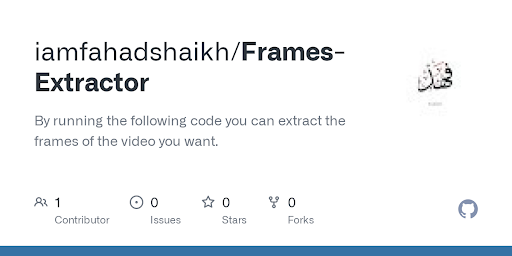 iamfahadshaikh/Frames-
Extractor
By running the following code you can extract the
frames of the video you want.
1
Contributor
0
Issues
0
Stars
0
Forks